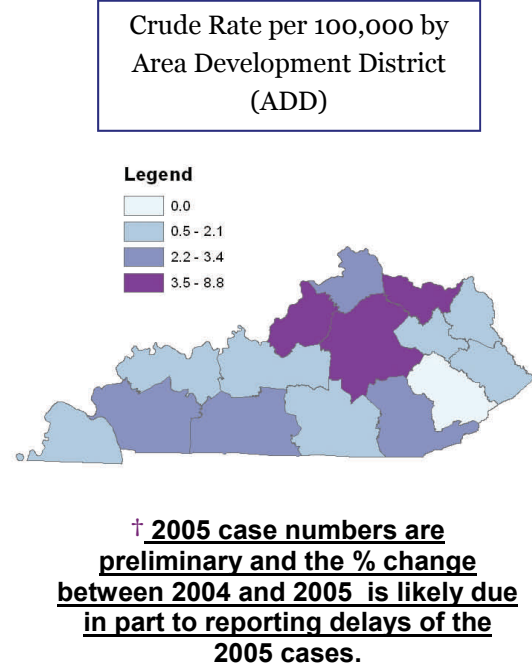 Crude Rate per 100,000 by
Area Development District
(ADD)
Legend
0.0
0.5 - 2.1
2.2 - 3.4
3.5 - 8.8
† 2005 case numbers are
preliminary and the % change
between 2004 and 2005 is likely due
in part to reporting delays of the
2005 cases.